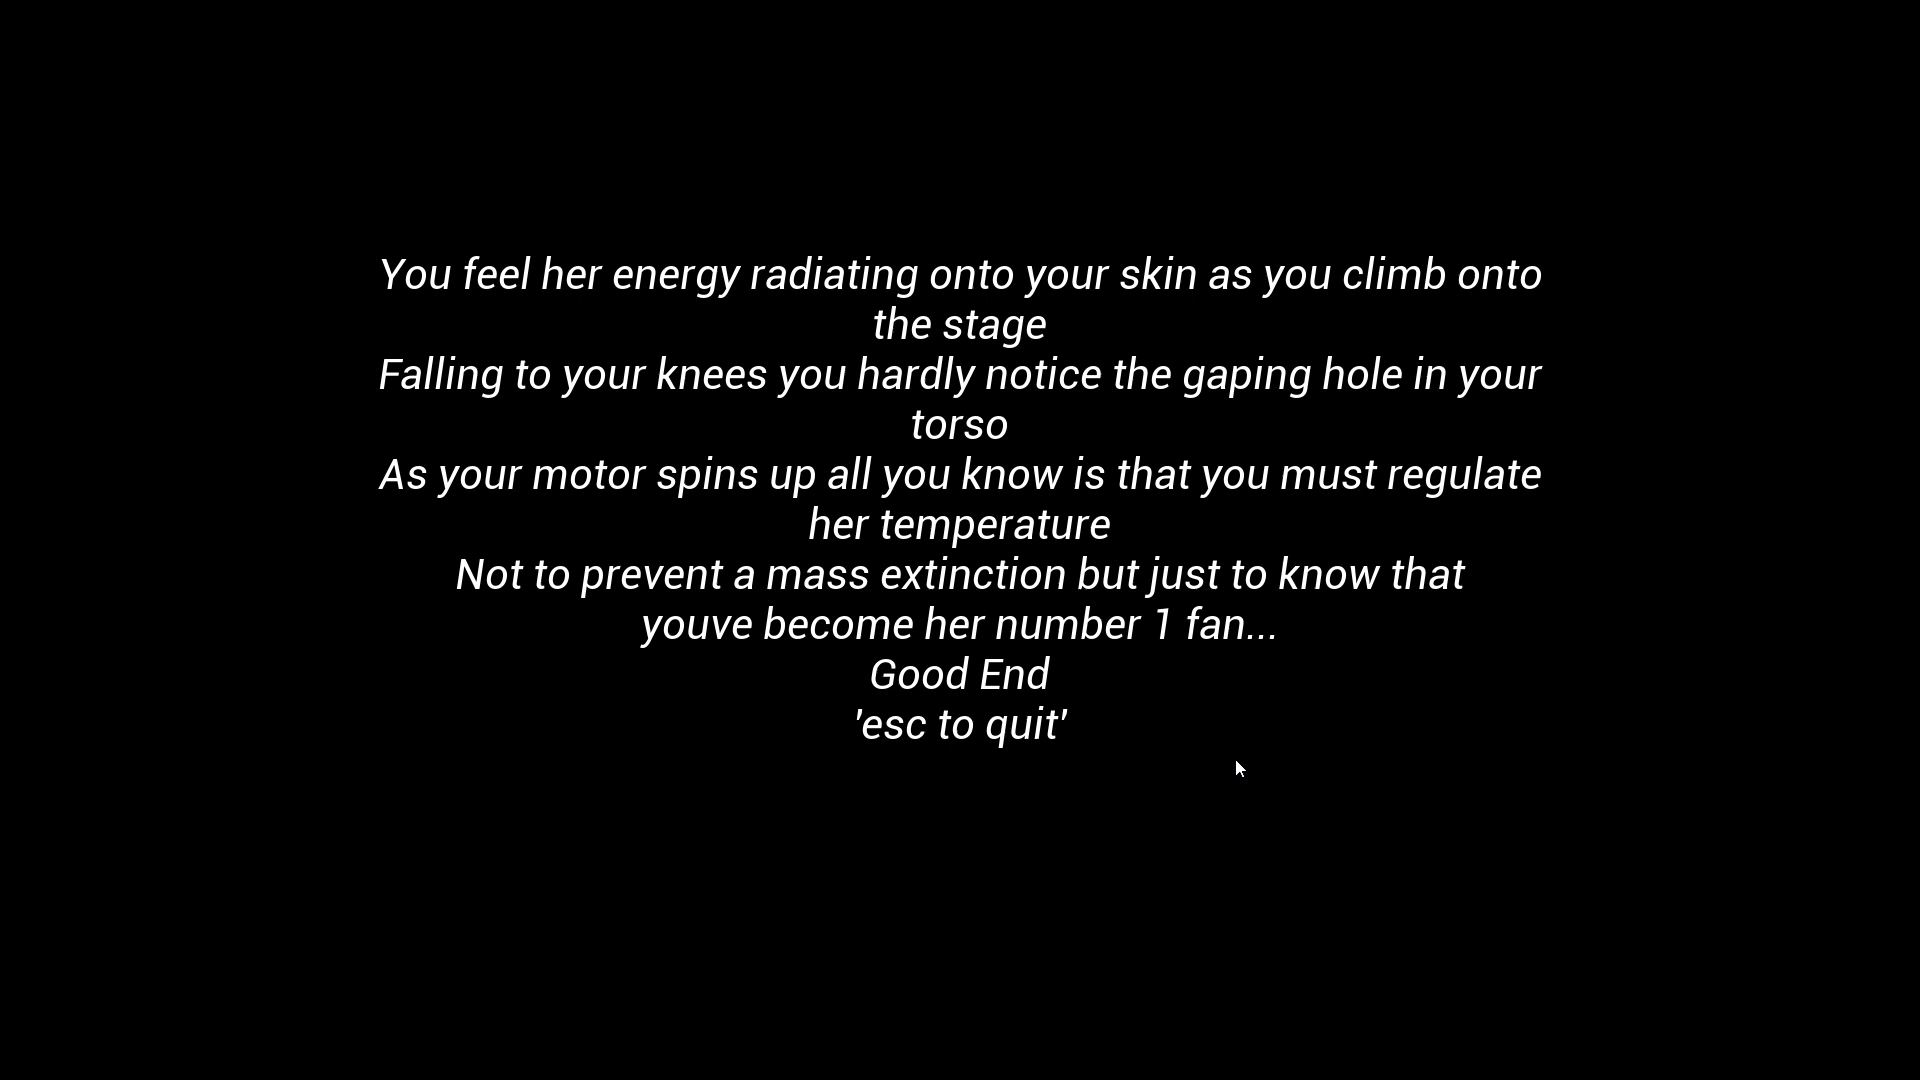 You feel her energy radiating onto your skin as you climb onto
the stage
Falling to your knees you hardly notice the gaping hole in your
torso
As your motor spins up all you know is that you must regulate
her temperature
Not to prevent a mass extinction but just to know that
youve become her number 1 fan...
Good End
'esc to quit'